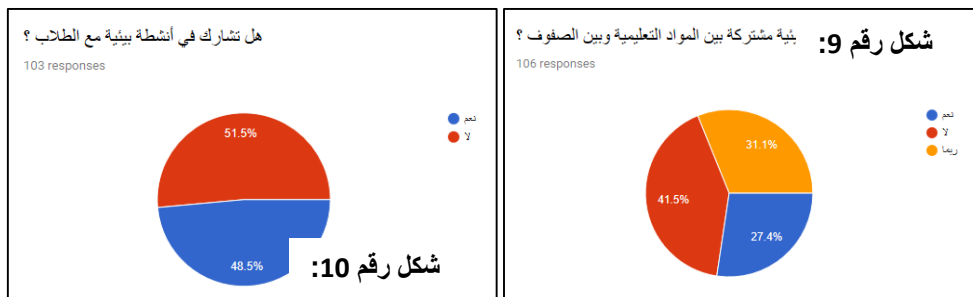 شكل رقم 9:
بئية مشتركة بين المواد التعليمية وبين الصفوف ؟
106 responses
نعم
لا
ربما
31.1%
41.5%
27.4%
هل تشارك في أنشطة بيئية مع الطلاب ؟
103 responses
نعم
لا
51.5%
48.5%
شكل رقم 10: